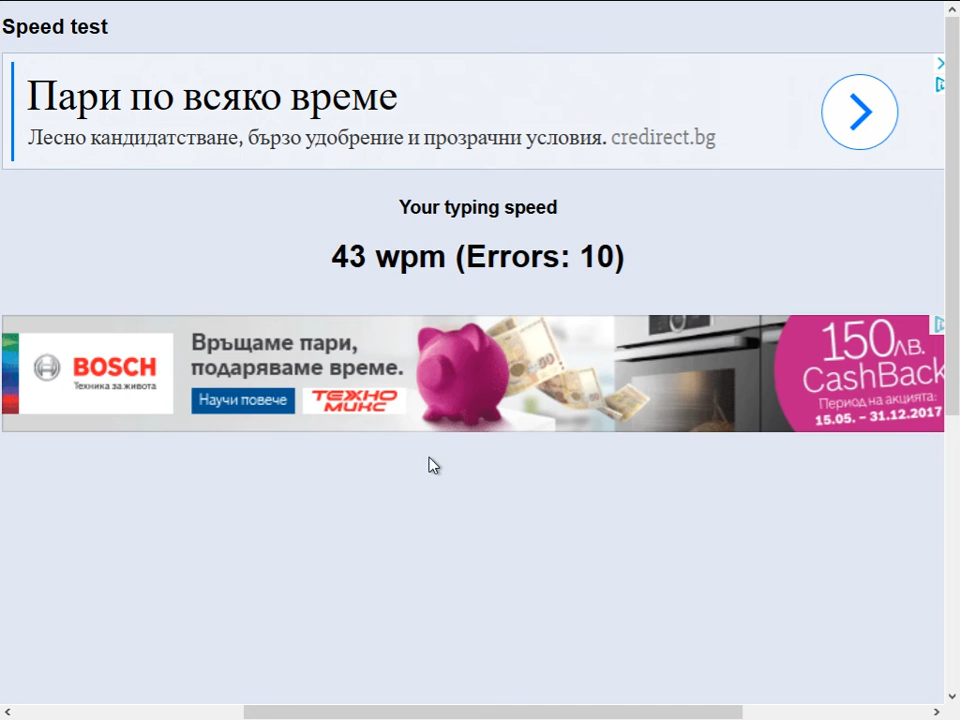 Speed test
Пари по всяко време
Лесно кандидатстване, бързо удобрение и прозрачни условия. credirect.bg
Your typing speed
43 wpm (Errors: 10)
BOSCH
Техника за живота
Връщаме пари,
подаряваме време.
Научи повече
ТЕХНО
МИКС
50
150лв.
CashBack
Период на акцията:
15.05. – 31.12.2017